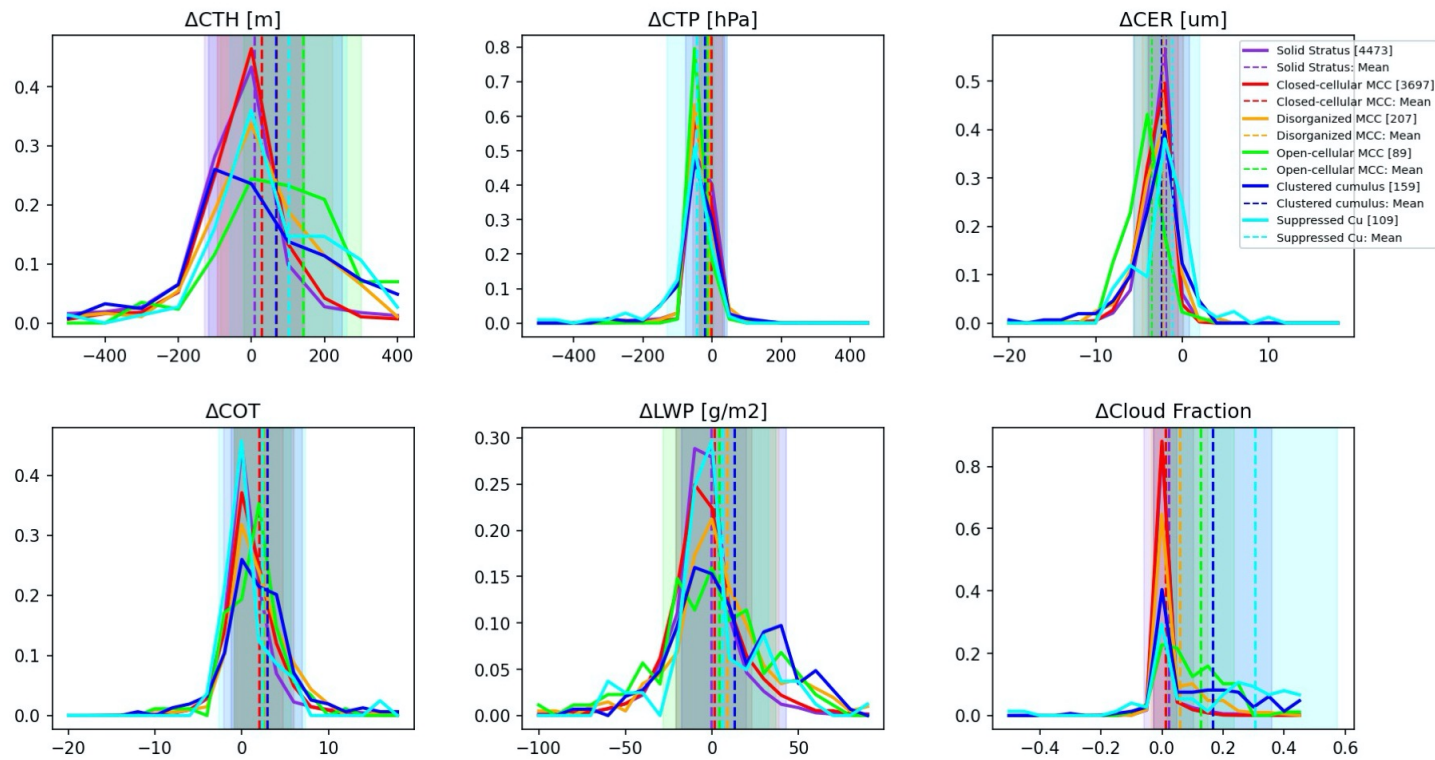 ΔCTH [m]
0.4
0.3
0.2
0.1
0.0
−400 −200 0 200 400
ΔCTP [hPa]
0.8
0.7
0.6
0.5
0.4
0.3
0.2
0.1
0.0
−400 −200 0 200 400
ΔCER [um]
0.5
0.4
0.3
0.2
0.1
0.0
−20 −10 0 10
Solid Stratus [4473]
Solid Stratus: Mean
Closed-cellular MCC [3697]
Closed-cellular MCC: Mean
Disorganized MCC [207]
Disorganized MCC: Mean
Open-cellular MCC [89]
Open-cellular MCC: Mean
Clustered cumulus [159]
Clustered cumulus: Mean
Suppressed Cu [109]
Suppressed Cu: Mean
ΔCOT
0.4
0.3
0.2
0.1
0.0
−20 −10 0 10
ΔLWP [g/m2]
0.30
0.25
0.20
0.15
0.10
0.05
0.00
−100 −50 0 50
ΔCloud Fraction
0.8
0.6
0.4
0.2
0.0
−0.4 −0.2 0.0 0.2 0.4 0.6